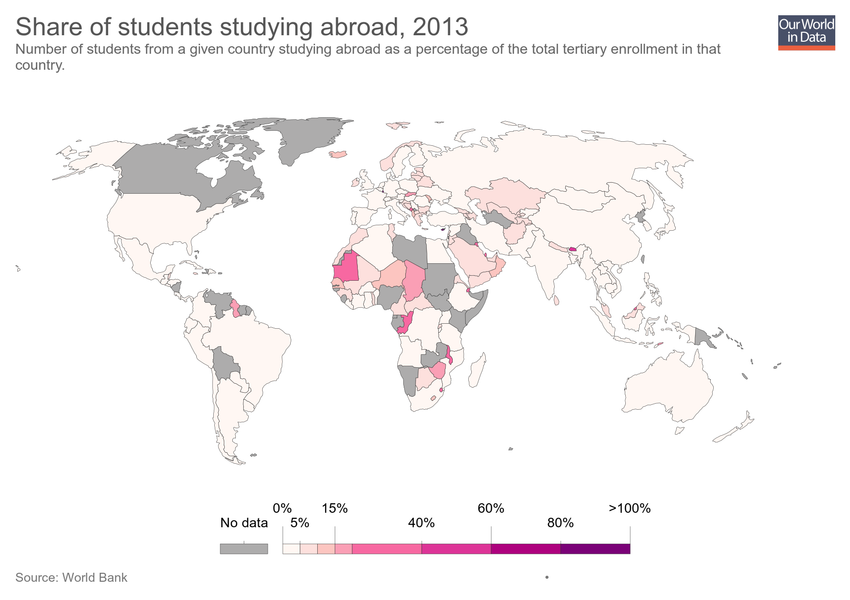 Share of students studying abroad, 2013
Our World
in Data
Number of students from a given country studying abroad as a percentage of the total tertiary enrollment in that
country.
0% 15% 60% >100%
No data 5% 40% 80%
Source: World Bank